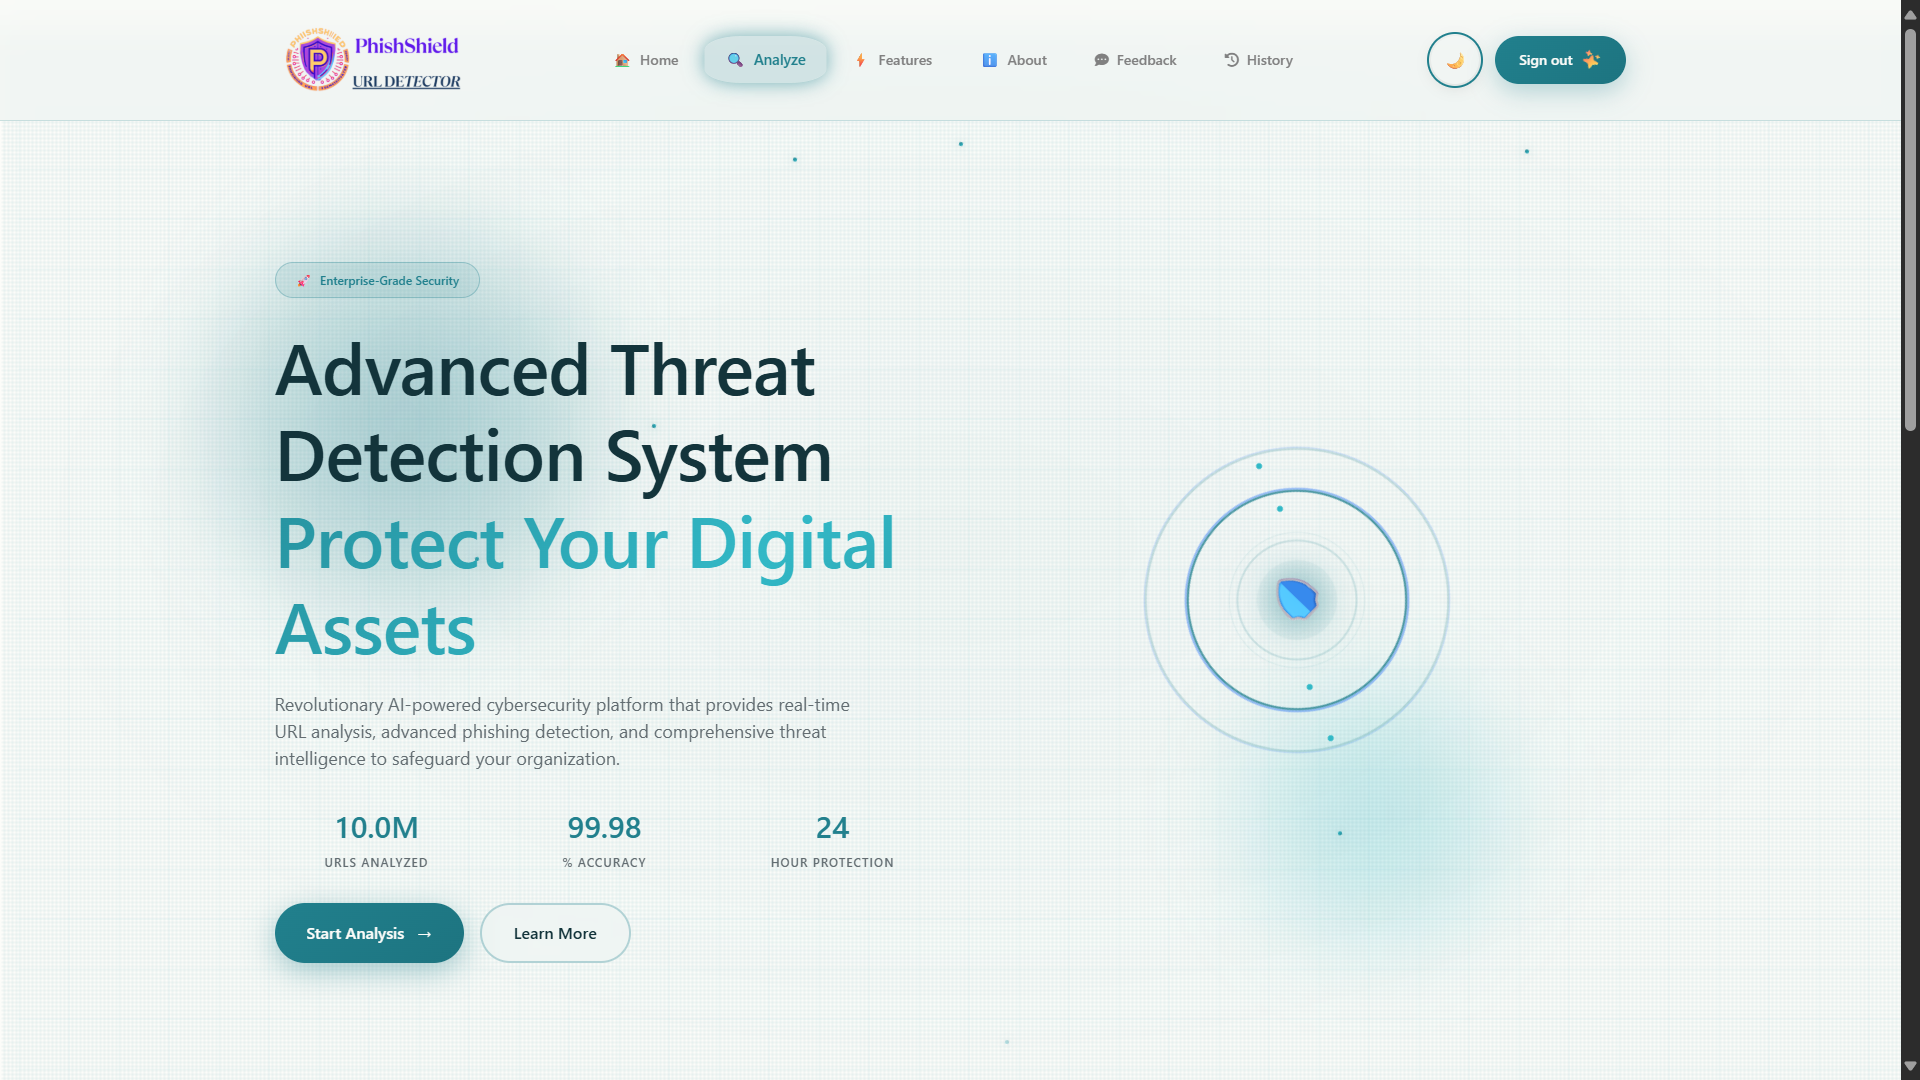 PHISHSHIELD
P
PhishShield
URL DETECTOR
Home
Analyze
Features
About
Feedback
History
Sign out
Enterprise-Grade Security
Advanced Threat
Detection System
Protect Your Digital
Assets
Revolutionary AI-powered cybersecurity platform that provides real-time
URL analysis, advanced phishing detection, and comprehensive threat
intelligence to safeguard your organization.
10.0M
99.98
24
URLS ANALYZED
% ACCURACY
HOUR PROTECTION
Start Analysis →
Learn More